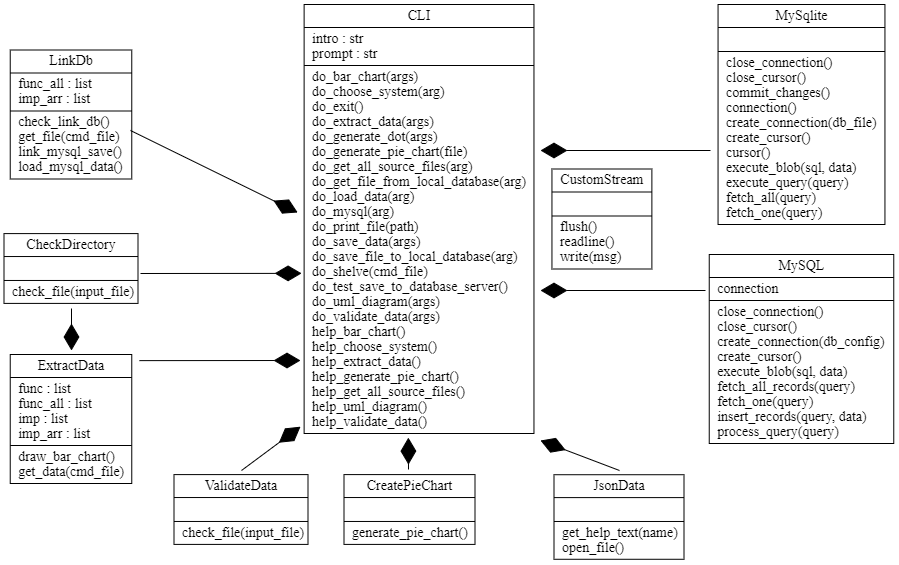 CLI
intro : str
prompt : str
do_bar_chart(args)
do_choose_system(arg)
do_exit()
do_extract_data(args)
do_generate_dot(args)
do_generate_pie_chart(file)
do_get_all_source_files(arg)
do_get_file_from_local_database(arg)
do_load_data(arg)
do_mysql(arg)
do_print_file(path)
do_save_data(args)
do_save_file_to_local_database(arg)
do_shelve(cmd_file)
do_test_save_to_database_server()
do_uml_diagram(args)
do_validate_data(args)
help_bar_chart()
help_choose_system()
help_extract_data()
help_generate_pie_chart()
help_get_all_source_files()
help_uml_diagram()
help_validate_data()
MySqlite
close_connection()
close_cursor()
commit_changes()
connection()
create_connection(db_file)
create_cursor()
cursor()
execute_blob(sql, data)
execute_query(query)
fetch_all(query)
fetch_one(query)
LinkDb
func_all : list
imp_arr : list
check_link_db()
get_file(cmd_file)
link_mysql_save()
load_mysql_data()
CustomStream
flush()
readline()
write(msg)
CheckDirectory
check_file(input_file)
MySQL
connection
close_connection()
close_cursor()
create_connection(db_config)
create_cursor()
execute_blob(sql, data)
fetch_all_records(query)
fetch_one(query)
insert_records(query, data)
process_query(query)
ExtractData
func : list
func_all : list
imp : list
imp_arr : list
draw_bar_chart()
get_data(cmd_file)
ValidateData
check_file(input_file)
CreatePieChart
generate_pie_chart()
JsonData
get_help_text(name)
open_file()